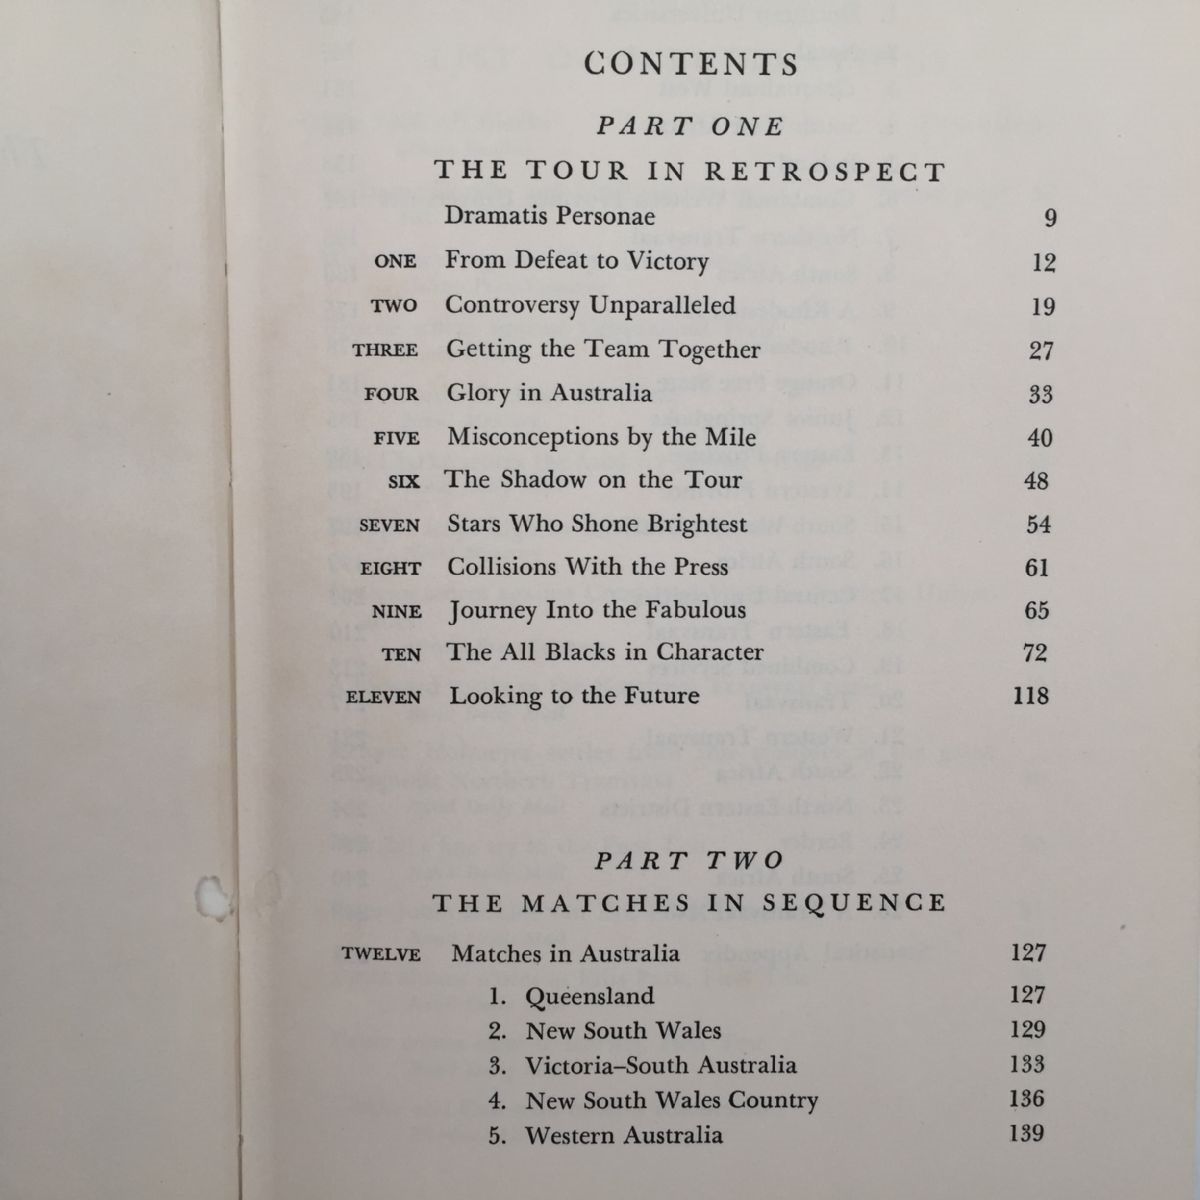 CONTENTS
PART ONE
THE TOUR IN RETROSPECT
Dramatis Personae 9
ONE From Defeat to Victory 12
TWO Controversy Unparalleled 19
THREE Getting the Team Together 27
FOUR Glory in Australia 33
FIVE Misconceptions by the Mile 40
SIX The Shadow on the Tour 48
SEVEN Stars Who Shone Brightest 54
EIGHT Collisions With the Press 61
NINE Journey Into the Fabulous 65
TEN The All Blacks in Character 72
ELEVEN Looking to the Future 118
PART TWO
THE MATCHES IN SEQUENCE
TWELVE Matches in Australia 127
1. Queensland 127
2. New South Wales 129
3. Victoria–South Australia 133
4. New South Wales Country 136
5. Western Australia 139